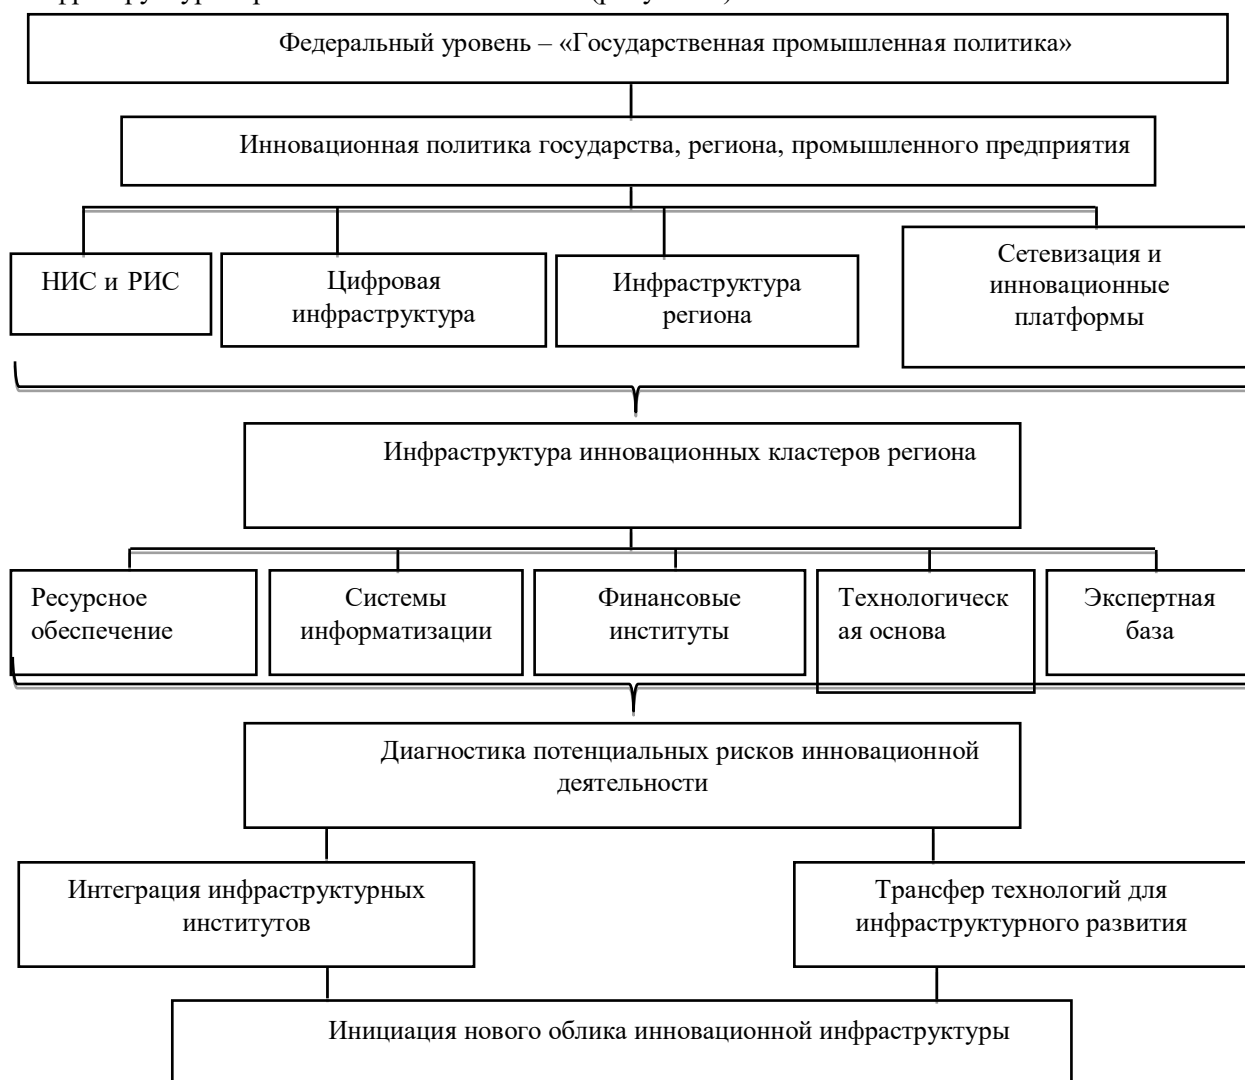 Федеральный уровень – «Государственная промышленная политика»
Инновационная политика государства, региона, промышленного предприятия
НИС и РИС
Цифровая
инфраструктура
Инфраструктура
региона
Сетевизация и
инновационные
платформы
Инфраструктура инновационных кластеров региона
Ресурсное
обеспечение
Системы
информатизации
Финансовые
институты
Технологическ
ая основа
Экспертная
база
Диагностика потенциальных рисков инновационной
деятельности
Интеграция инфраструктурных
институтов
Трансфер технологий для
инфраструктурного развития
Инициация нового облика инновационной инфраструктуры